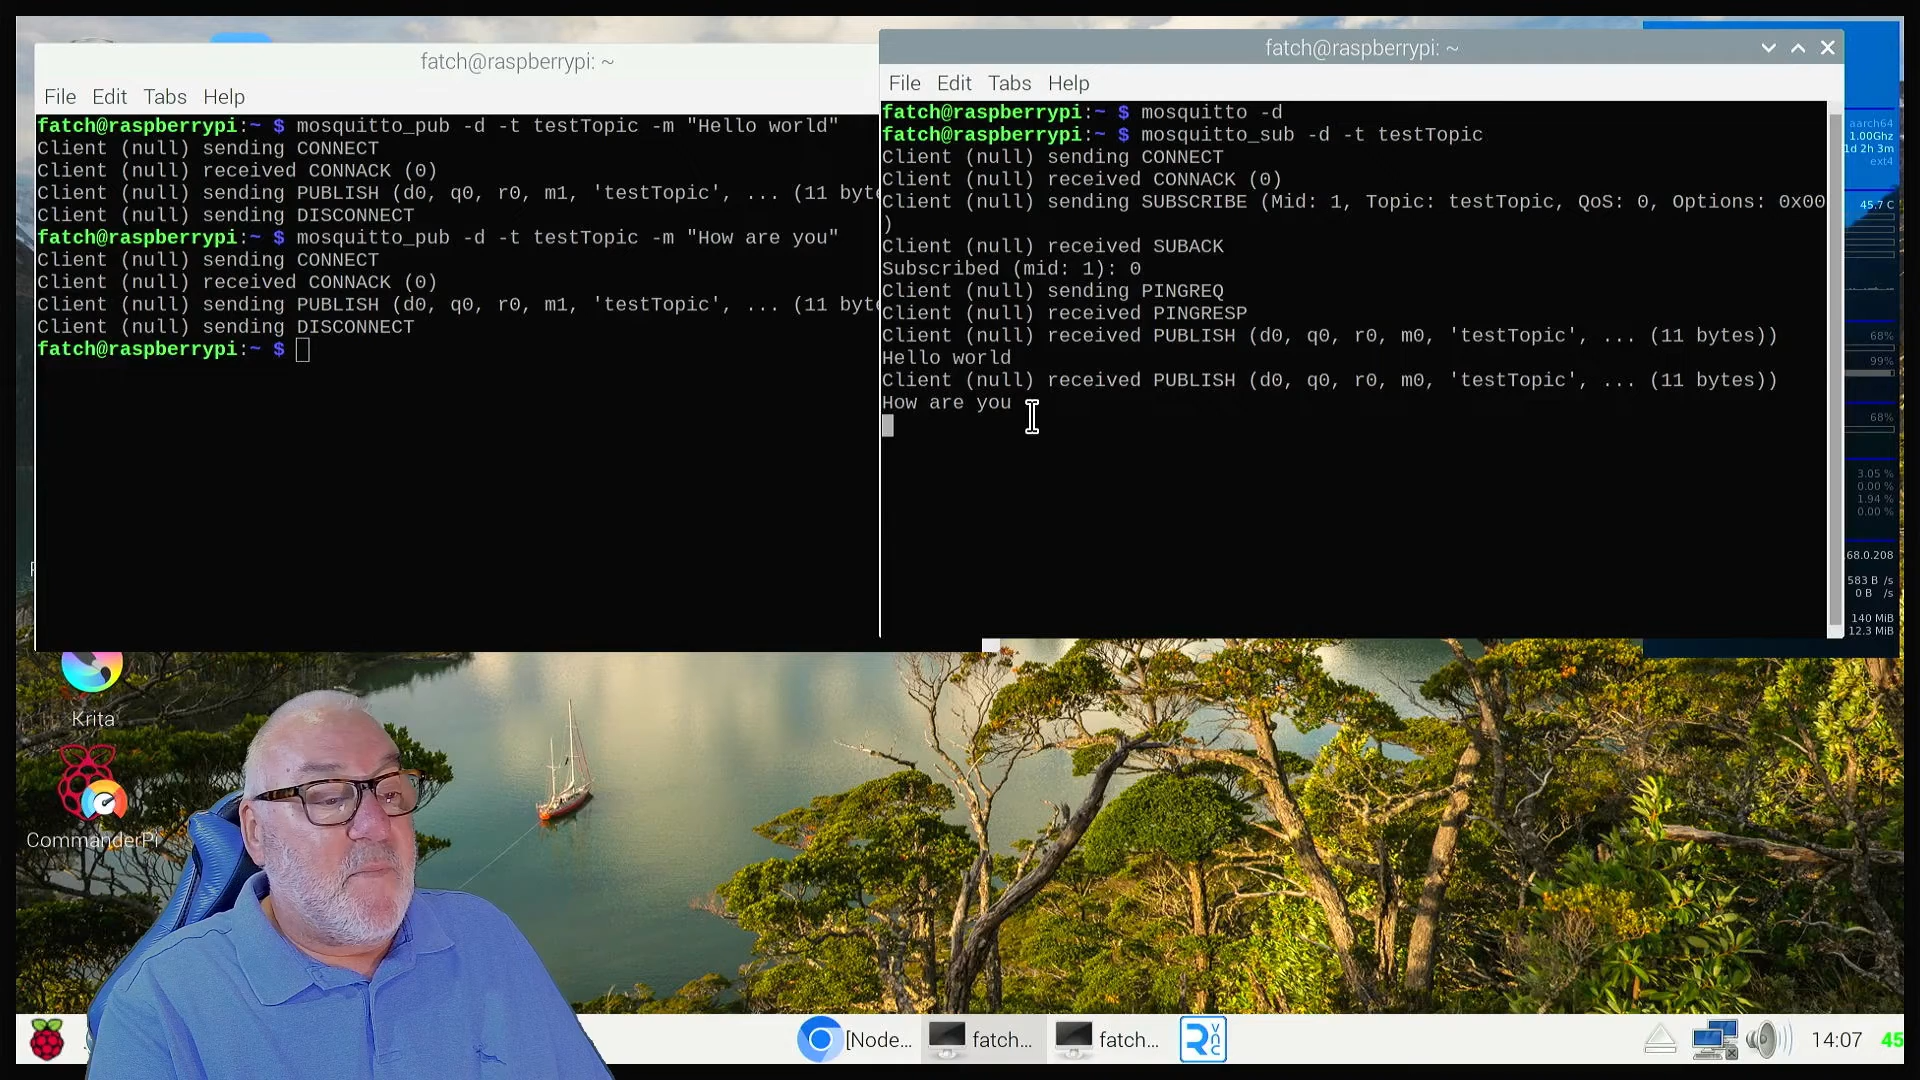 fatch@raspberrypi: ~
File Edit Tabs Help
fatch@raspberrypi:~ $ mosquitto_pub -d -t testTopic -m "Hello world"
Client (null) sending CONNECT
Client (null) received CONNACK (0)
Client (null) sending PUBLISH (d0, q0, r0, m1, 'testTopic', ... (11 byte
Client (null) sending DISCONNECT
fatch@raspberrypi:~ $ mosquitto_pub -d -t testTopic -m "How are you"
Client (null) sending CONNECT
Client (null) received CONNACK (0)
Client (null) sending PUBLISH (d0, q0, r0, m1, 'testTopic', ... (11 byte
Client (null) sending DISCONNECT
fatch@raspberrypi:~ $
fatch@raspberrypi: ~
File Edit Tabs Help
fatch@raspberrypi:~ $ mosquitto -d
fatch@raspberrypi:~ $ mosquitto_sub -d -t testTopic
Client (null) sending CONNECT
Client (null) received CONNACK (0)
Client (null) sending SUBSCRIBE (Mid: 1, Topic: testTopic, QoS: 0, Options: 0x00
)
Client (null) received SUBACK
Subscribed (mid: 1): 0
Client (null) sending PINGREQ
Client (null) received PINGRESP
Client (null) received PUBLISH (d0, q0, r0, m0, 'testTopic', ... (11 bytes))
Hello world
Client (null) received PUBLISH (d0, q0, r0, m0, 'testTopic', ... (11 bytes))
How are you
aarch64
1.00Ghz
1d 2h 3m
ext4
45.7 C
68%
99%
68%
3.05 %
0.00 %
1.94 %
0.00 %
68.0.208
583 B /s
0 B /s
140 MiB
12.3 MiB
Krita
CommanderPi
[Node...
fatch...
fatch...
VNC
14:07
45